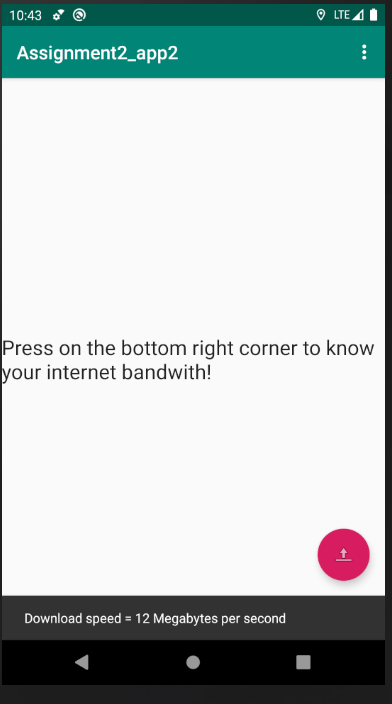 10:43 LTE
Assignment2_app2
Press on the bottom right corner to know
your internet bandwith!
Download speed = 12 Megabytes per second